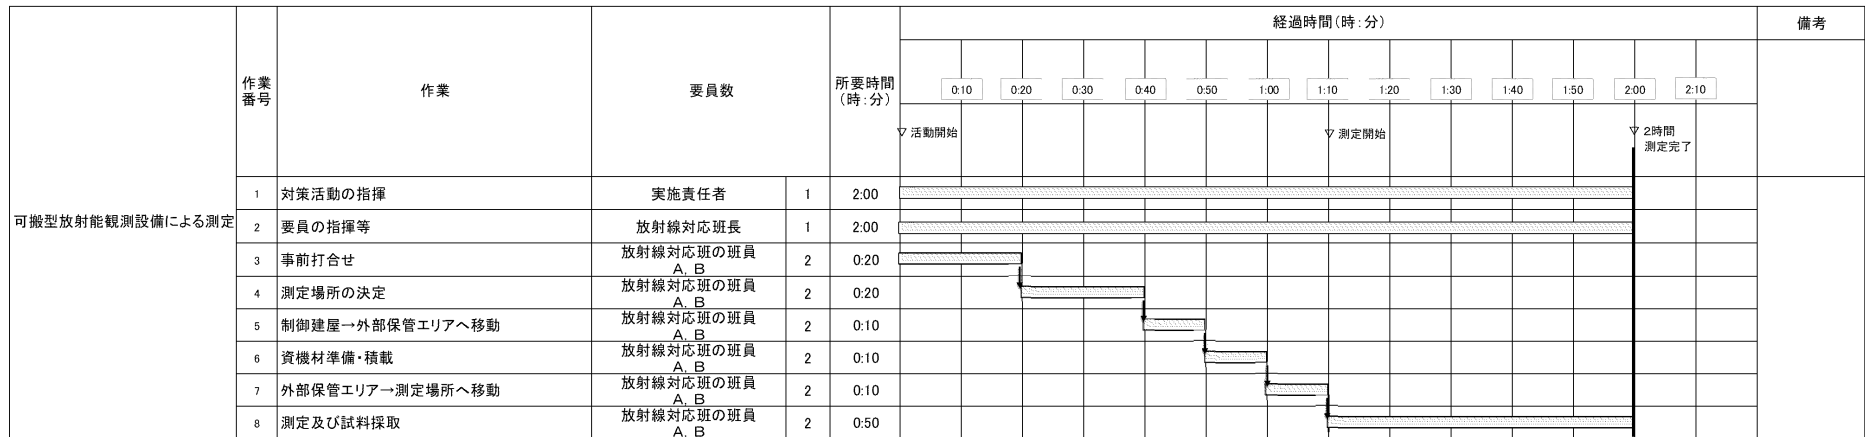 経過時間(時:分)
備考
作業
番号
作業
要員数
所要時間
(時:分)
0:10 0:20 0:30 0:40 0:50 1:00 1:10 1:20 1:30 1:40 1:50 2:00 2:10
▽ 活動開始
▽ 測定開始
▽ 2時間
測定完了
可搬型放射能観測設備による測定
1 対策活動の指揮 実施責任者 1 2:00
2 要員の指揮等 放射線対応班長 1 2:00
3 事前打合せ 放射線対応班の班員 2 0:20
A, B
4 測定場所の決定 放射線対応班の班員 2 0:20
A, B
5 制御建屋→外部保管エリアへ移動 放射線対応班の班員 2 0:10
A, B
6 資機材準備・積載 放射線対応班の班員 2 0:10
A, B
7 外部保管エリア→測定場所へ移動 放射線対応班の班員 2 0:10
A, B
8 測定及び試料採取 放射線対応班の班員 2 0:50
A, B